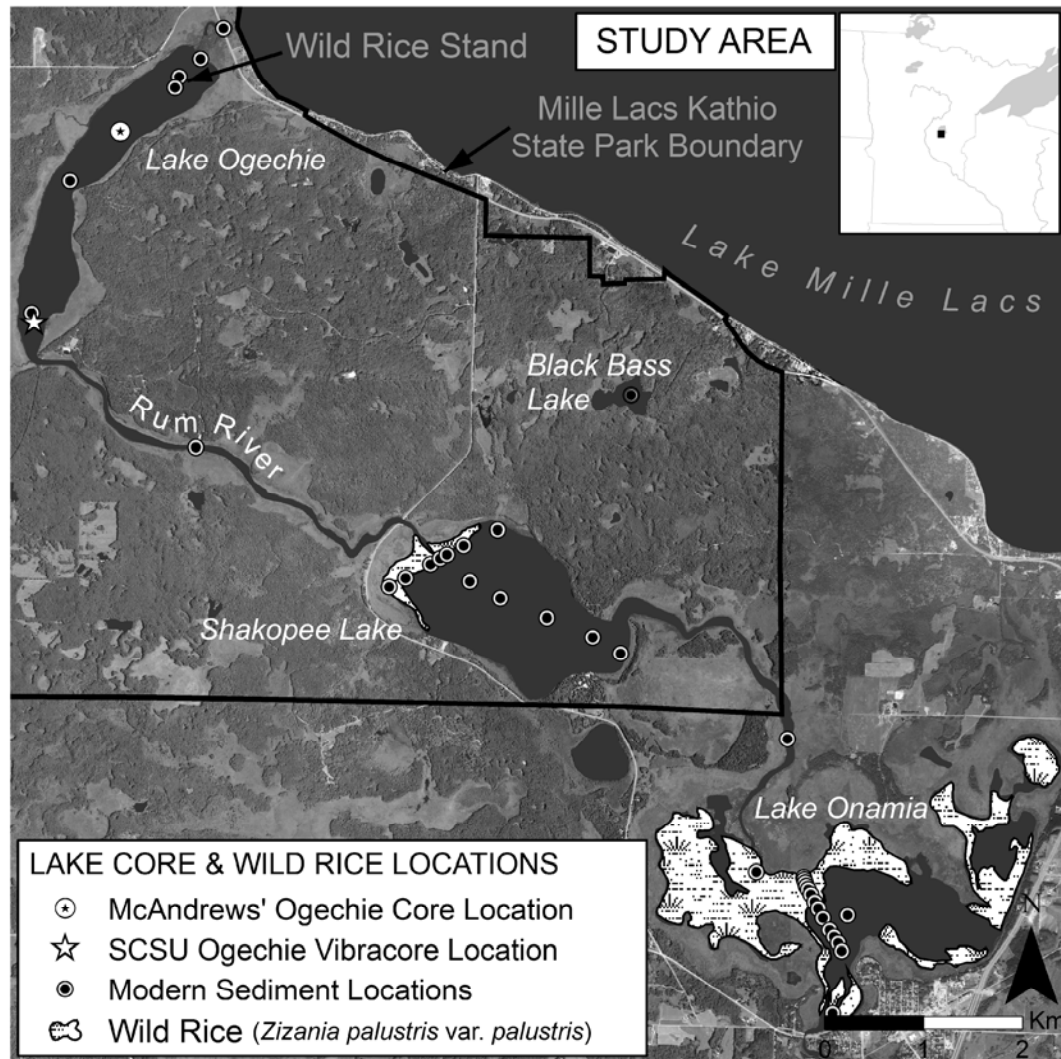 STUDY AREA
Wild Rice Stand
Mille Lacs Kathio
State Park Boundary
Lake Ogechie
Lake Mille Lacs
Black Bass
Lake
Rum River
Shakopee Lake
Lake Onamia
LAKE CORE & WILD RICE LOCATIONS
McAndrews' Ogechie Core Location
SCSU Ogechie Vibracore Location
Modern Sediment Locations
Wild Rice (Zizania palustris var. palustris)
N
Km
0 1 2